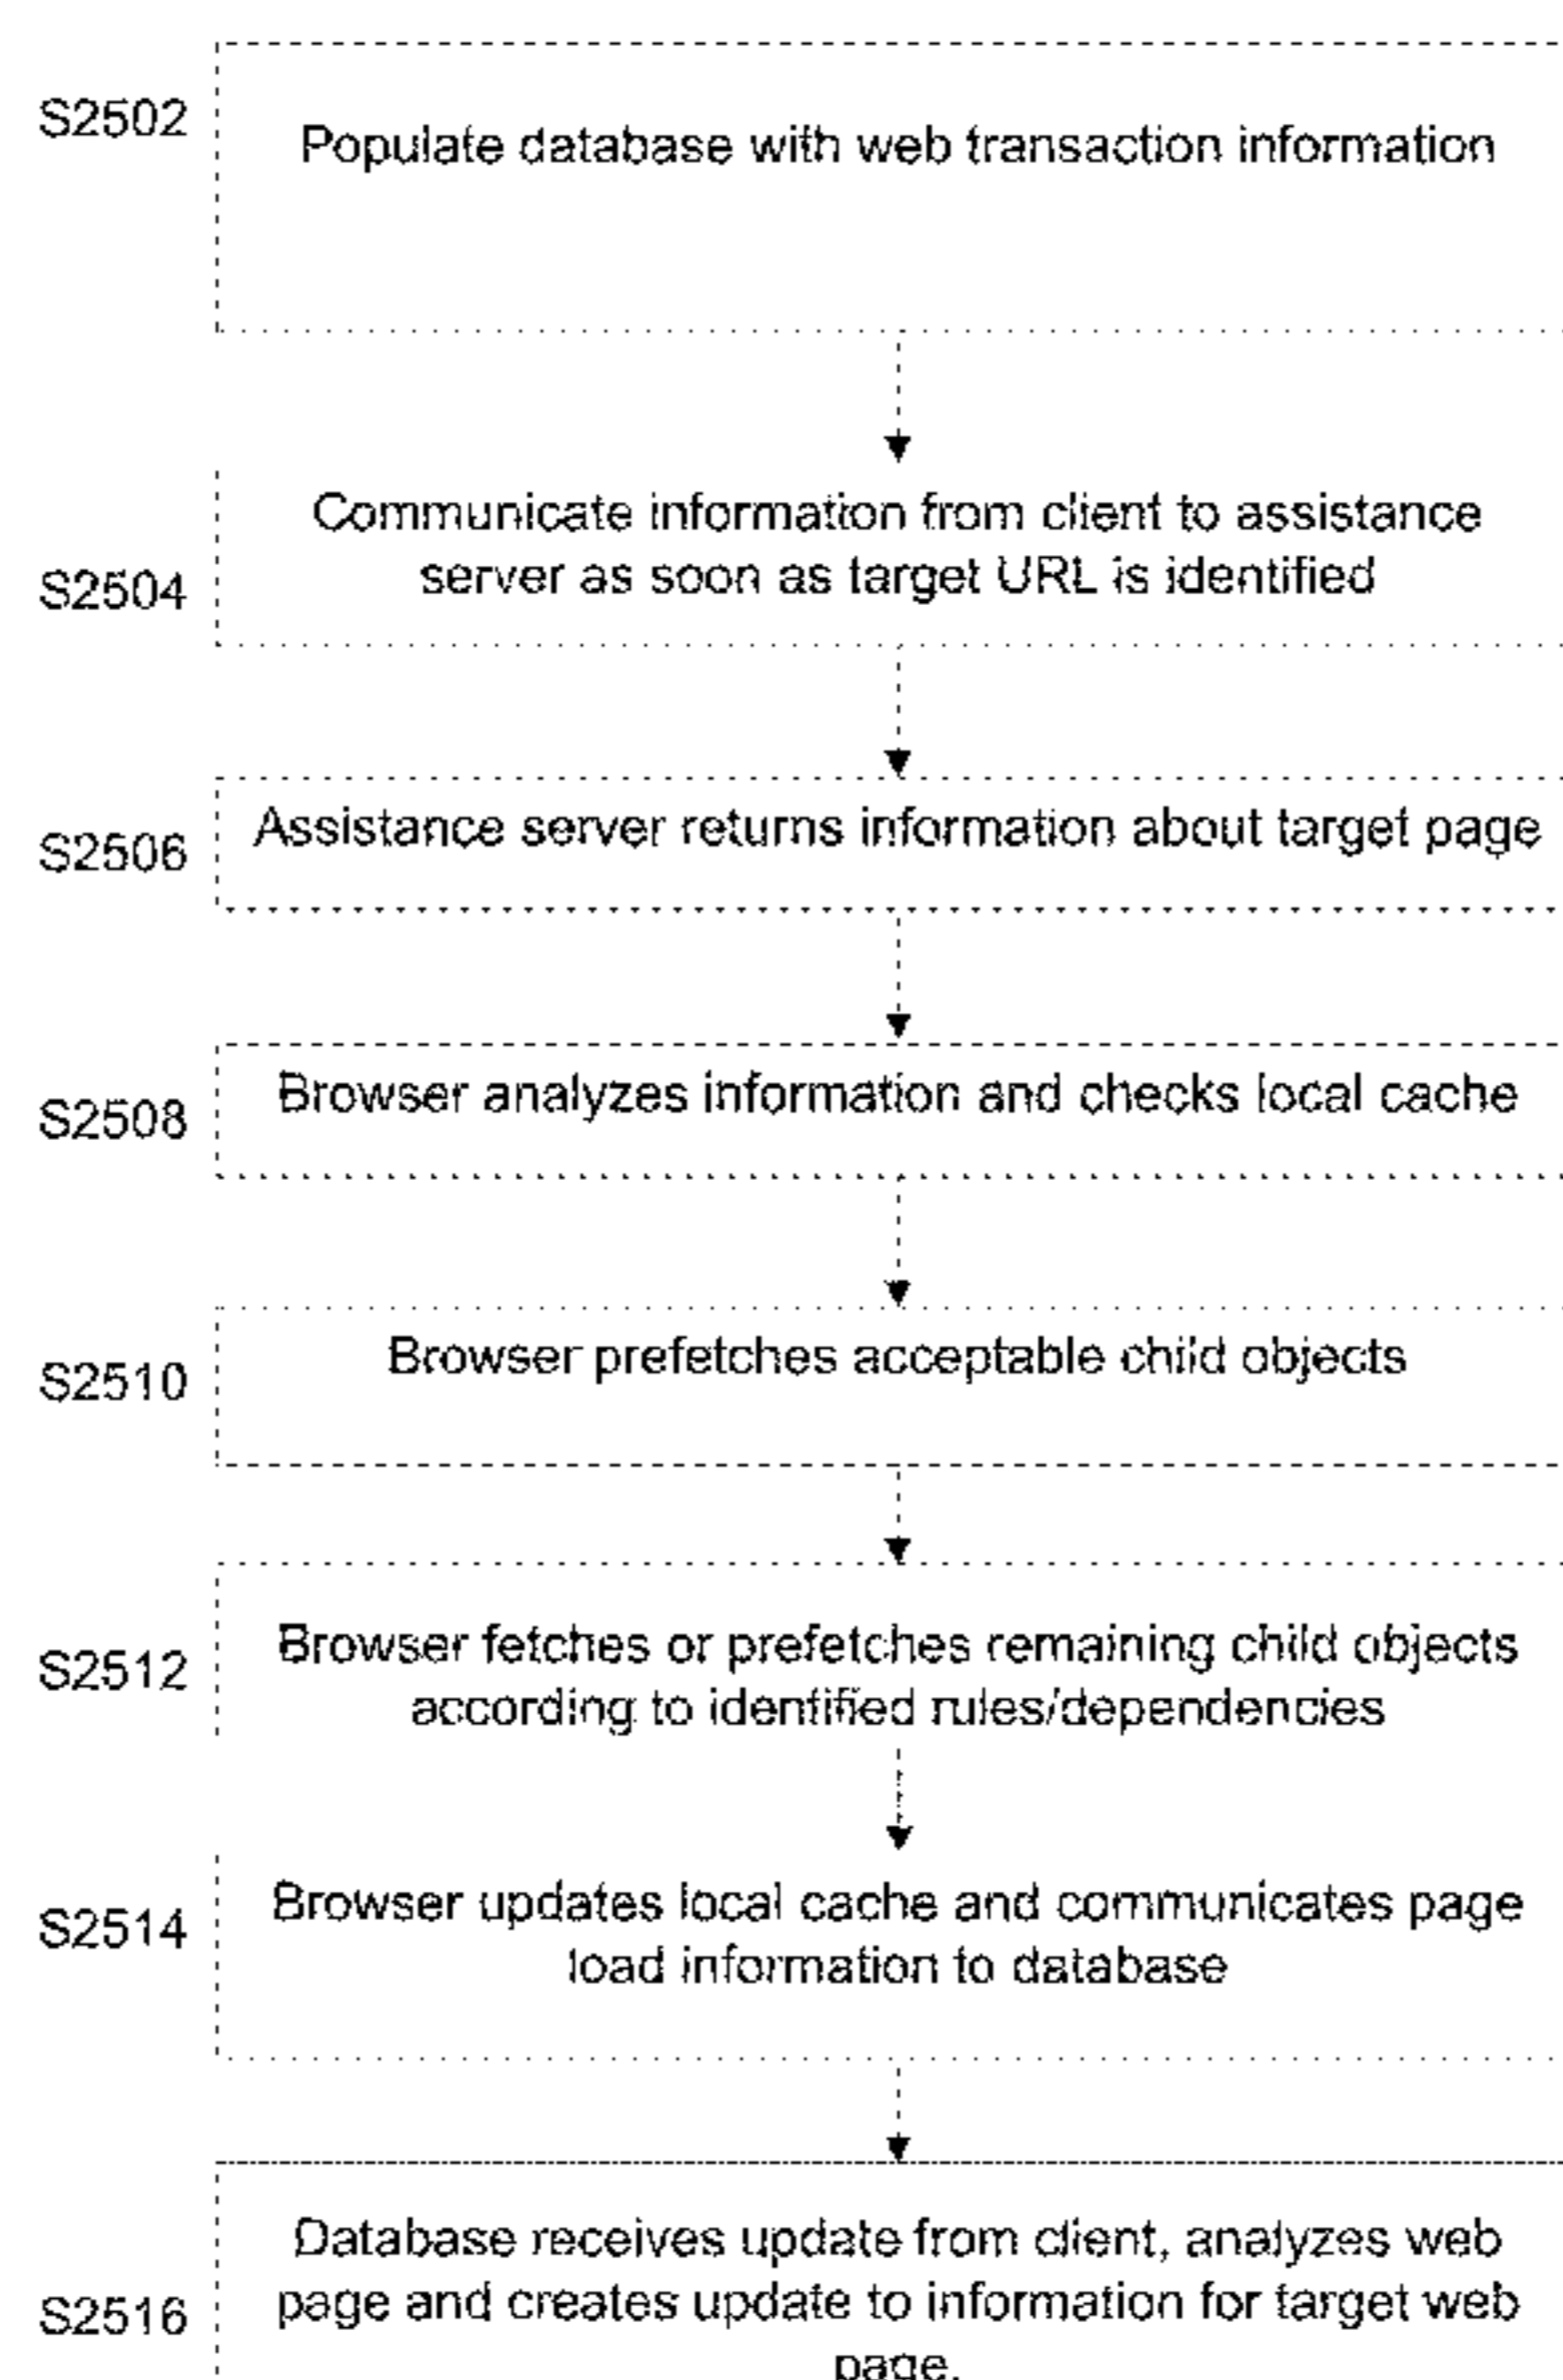 S2502
Populate database with web transaction information
Communicate information from client to assistance
server as soon as target URL is identified
S2504
Assistance server returns information about target page
S2506
Browser analyzes information and checks local cache
S2508
Browser prefetches acceptable child objects
S2510
Browser fetches or prefetches remaining child objects
S2512
according to identified rules/dependencies
Browser updates local cache and communicates page
S2514
load information to database
Database receives update from client, analyzes web
page and creates update to information for target web
S2516
page.